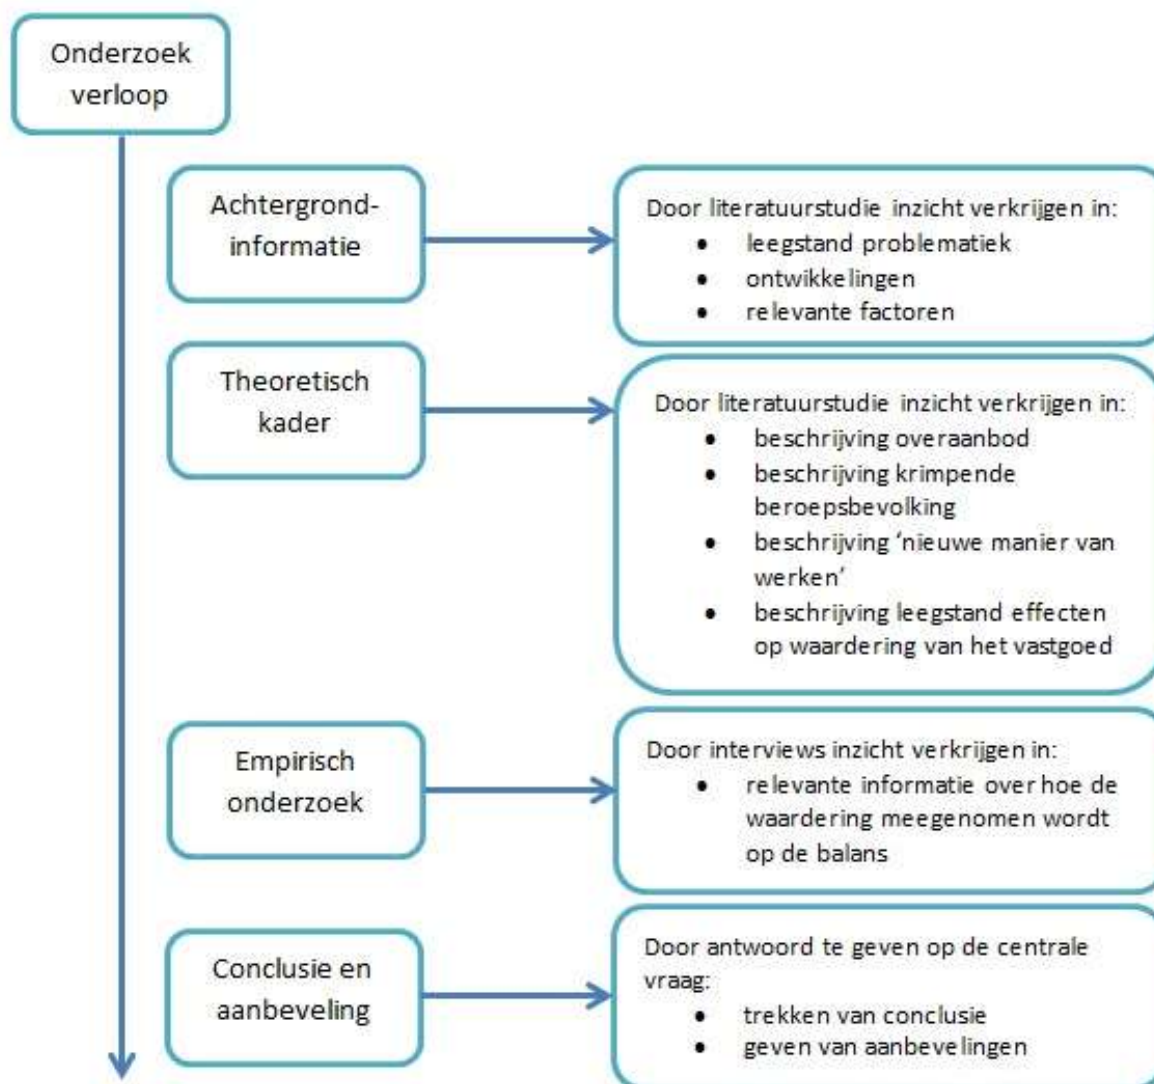 Onderzoek
verloop
Achtergrond-
informatie
Door literatuurstudie inzicht verkrijgen in:
• leegstand problematiek
• ontwikkelingen
• relevante factoren
Theoretisch
kader
Door literatuurstudie inzicht verkrijgen in:
• beschrijving overaanbod
• beschrijving krimpende
beroepsbevolking
• beschrijving ‘nieuwe manier van
werken’
• beschrijving leegstand effecten
op waardering van het vastgoed
Empirisch
onderzoek
Door interviews inzicht verkrijgen in:
• relevante informatie over hoe de
waardering meegenomen wordt
op de balans
Conclusie en
aanbeveling
Door antwoord te geven op de centrale
vraag:
• trekken van conclusie
• geven van aanbevelingen